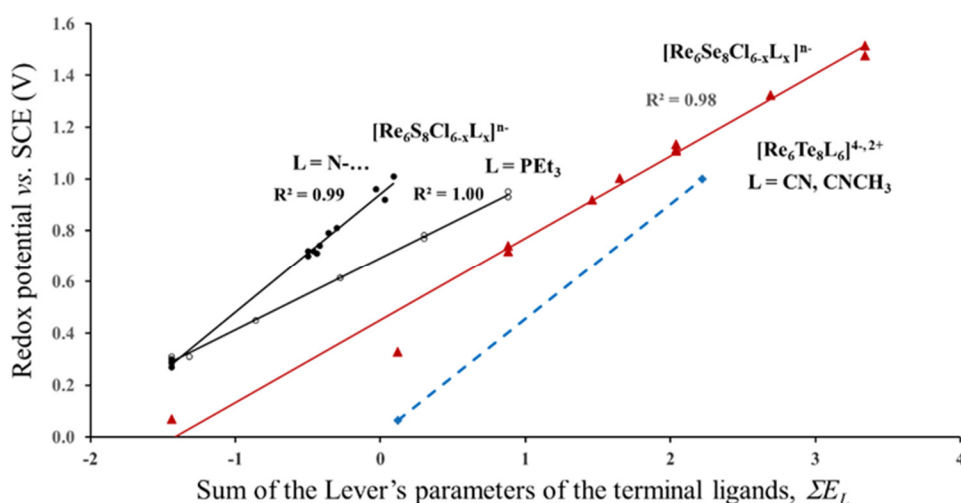 Redox potential vs. SCE (V)
1.6
1.4
1.2
1.0
0.8
0.6
0.4
0.2
0.0
[Re₆Se₈Cl₆₋ₓLₓ]ⁿ⁻
R² = 0.98
[Re₆S₈Cl₆₋ₓLₓ]ⁿ⁻
L = N-…
R² = 0.99
L = PEt₃
R² = 1.00
[Re₆Te₈L₆]⁴⁻,²⁺
L = CN, CNCH₃
-2 -1 0 1 2 3 4
Sum of the Lever's parameters of the terminal ligands, ΣE_L